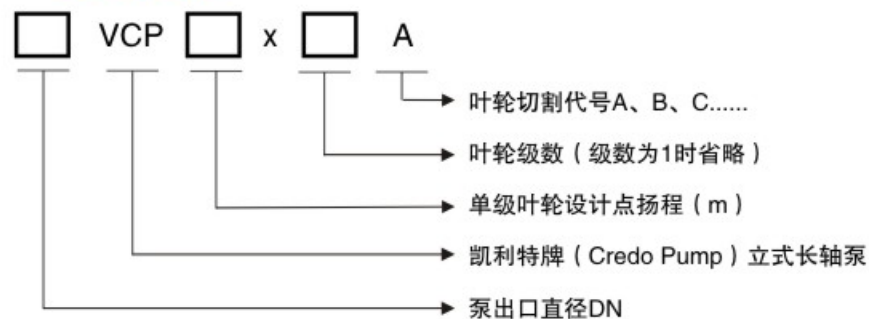 VCP x A
叶轮切割代号A、B、C......
叶轮级数（级数为1时省略）
单级叶轮设计点扬程（m）
凯利特牌（Credo Pump）立式长轴泵
泵出口直径DN